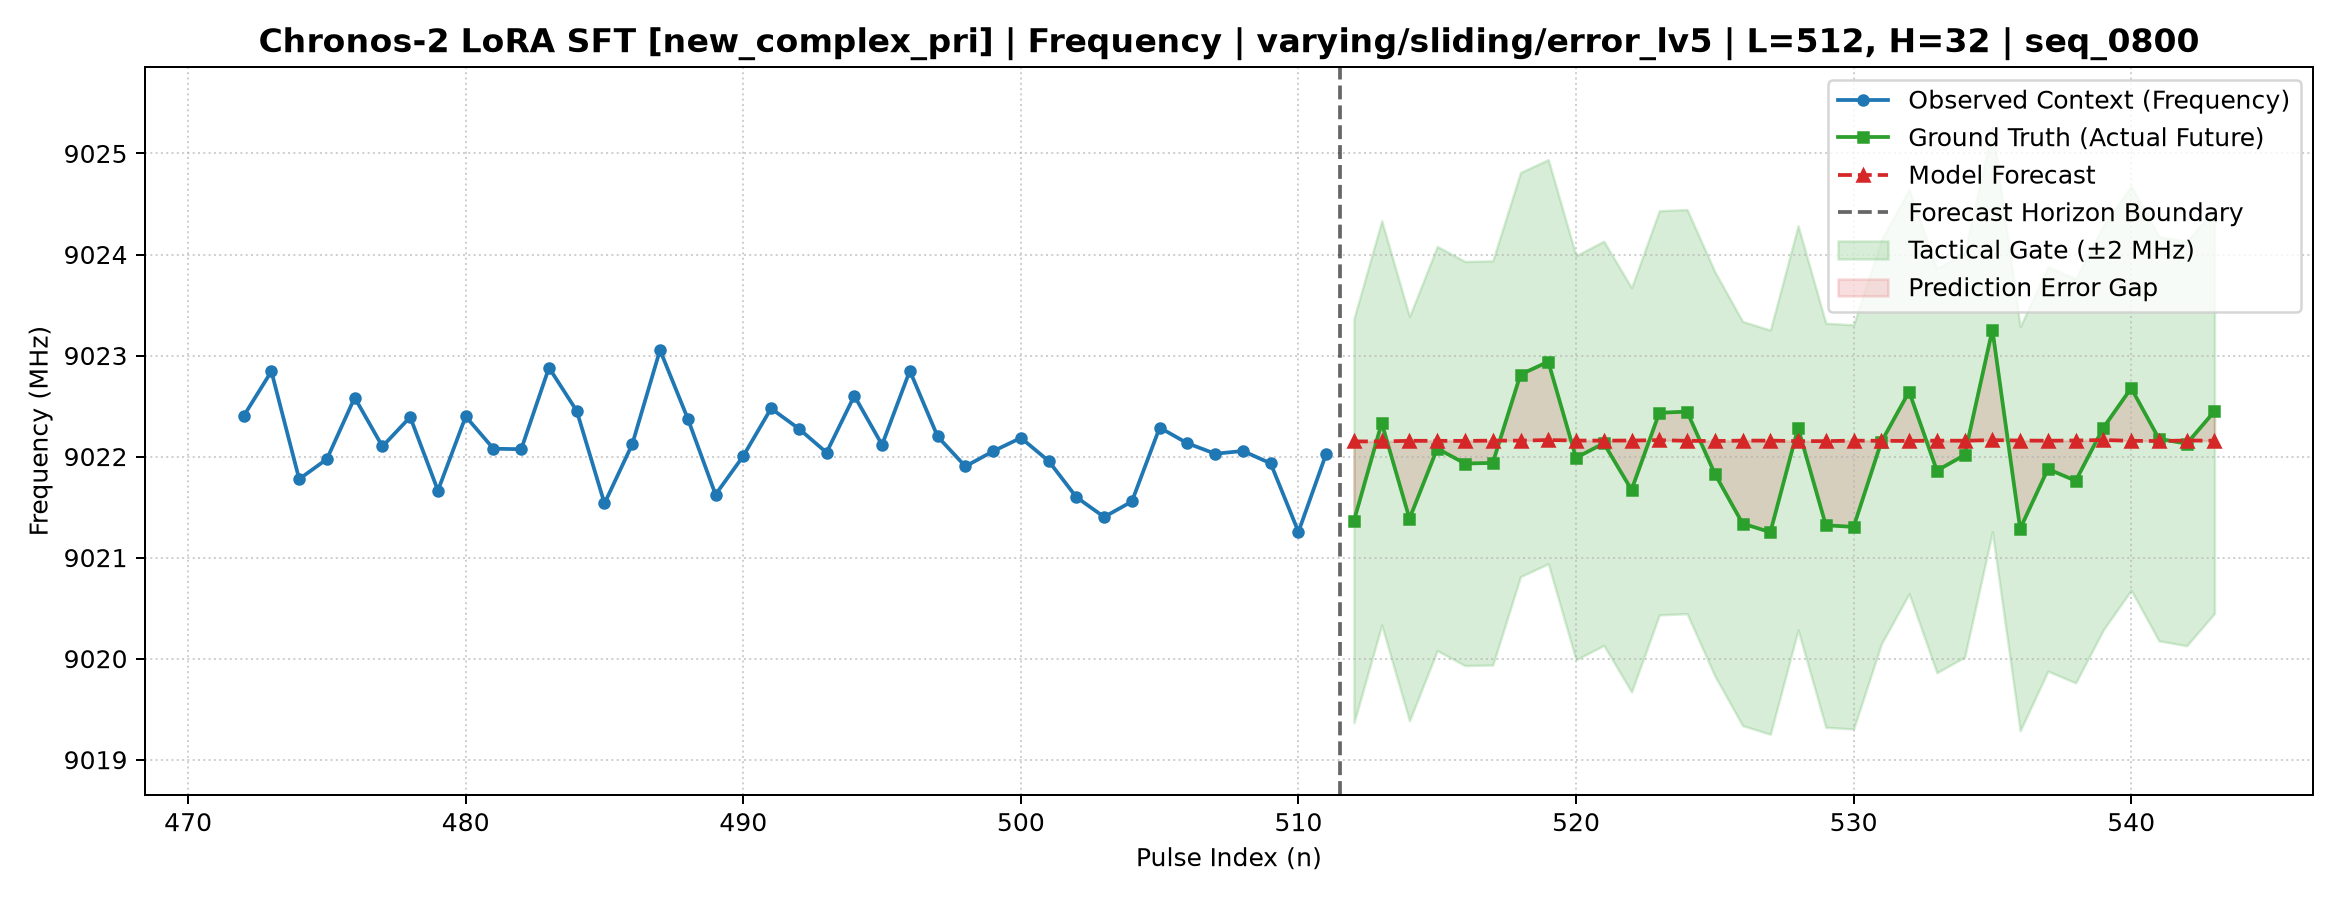 Chronos-2 LoRA SFT [new_complex_pri] | Frequency | varying/sliding/error_lv5 | L=512, H=32 | seq_0800
Observed Context (Frequency)
Ground Truth (Actual Future)
Model Forecast
Forecast Horizon Boundary
Tactical Gate (±2 MHz)
Prediction Error Gap
Frequency (MHz)
9025
9024
9023
9022
9021
9020
9019
470 480 490 500 510 520 530 540
Pulse Index (n)